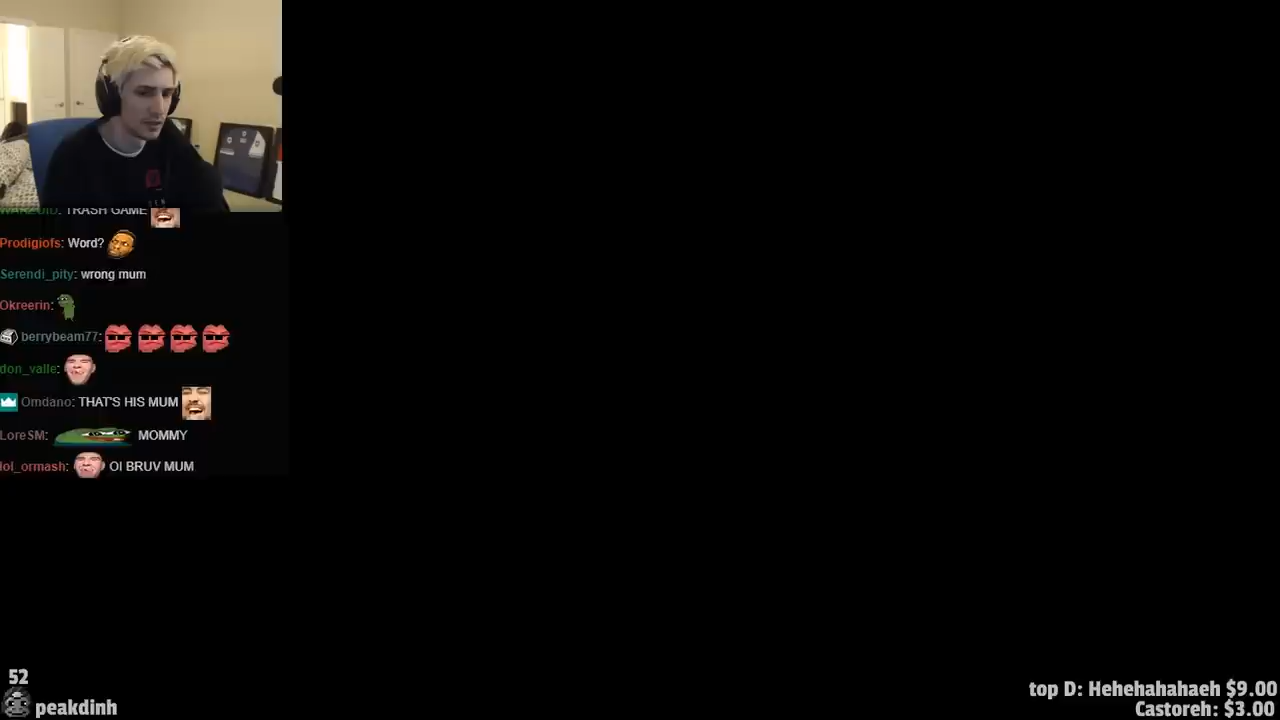 WARZOID: TRASH GAME
Prodigiofs: Word?
Serendi_pity: wrong mum
Okreerin:
berrybeam77:
don_valle:
Omdano: THAT'S HIS MUM
LoreSM: MOMMY
lol_ormash: OI BRUV MUM
52
peakdinh
top D: Hehehahahaeh $9.00
Castoreh: $3.00